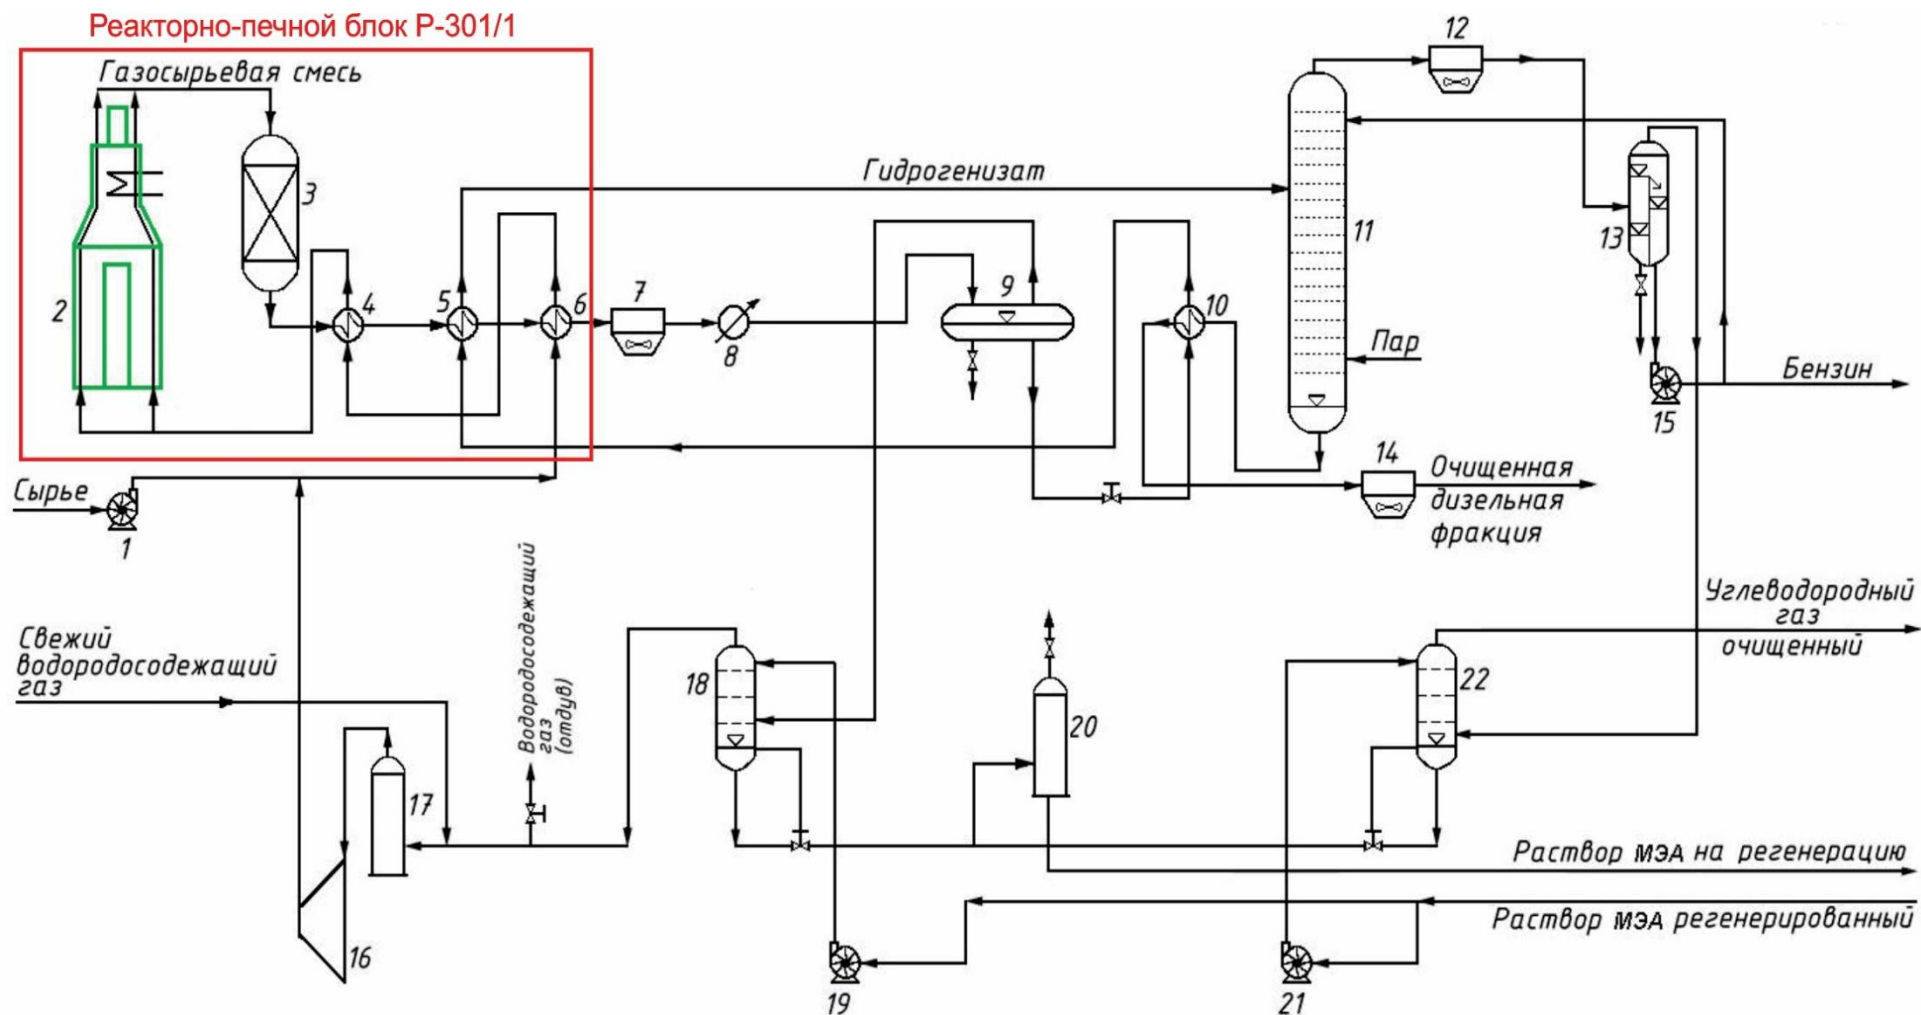 Реакторно-печной блок Р-301/1
Газосырьевая смесь
12
3
Гидрогенизат
11
13
2
4
5
6
7
8
9
10
Пар
Бензин
15
14
Очищенная
дизельная
фракция
Сырье
1
Водородосодежащий
газ
(отдув)
Углеводородный
газ
очищенный
Свежий
водородосодежащий
газ
18
22
20
17
Раствор МЭА на регенерацию
Раствор МЭА регенерированный
16
19
21